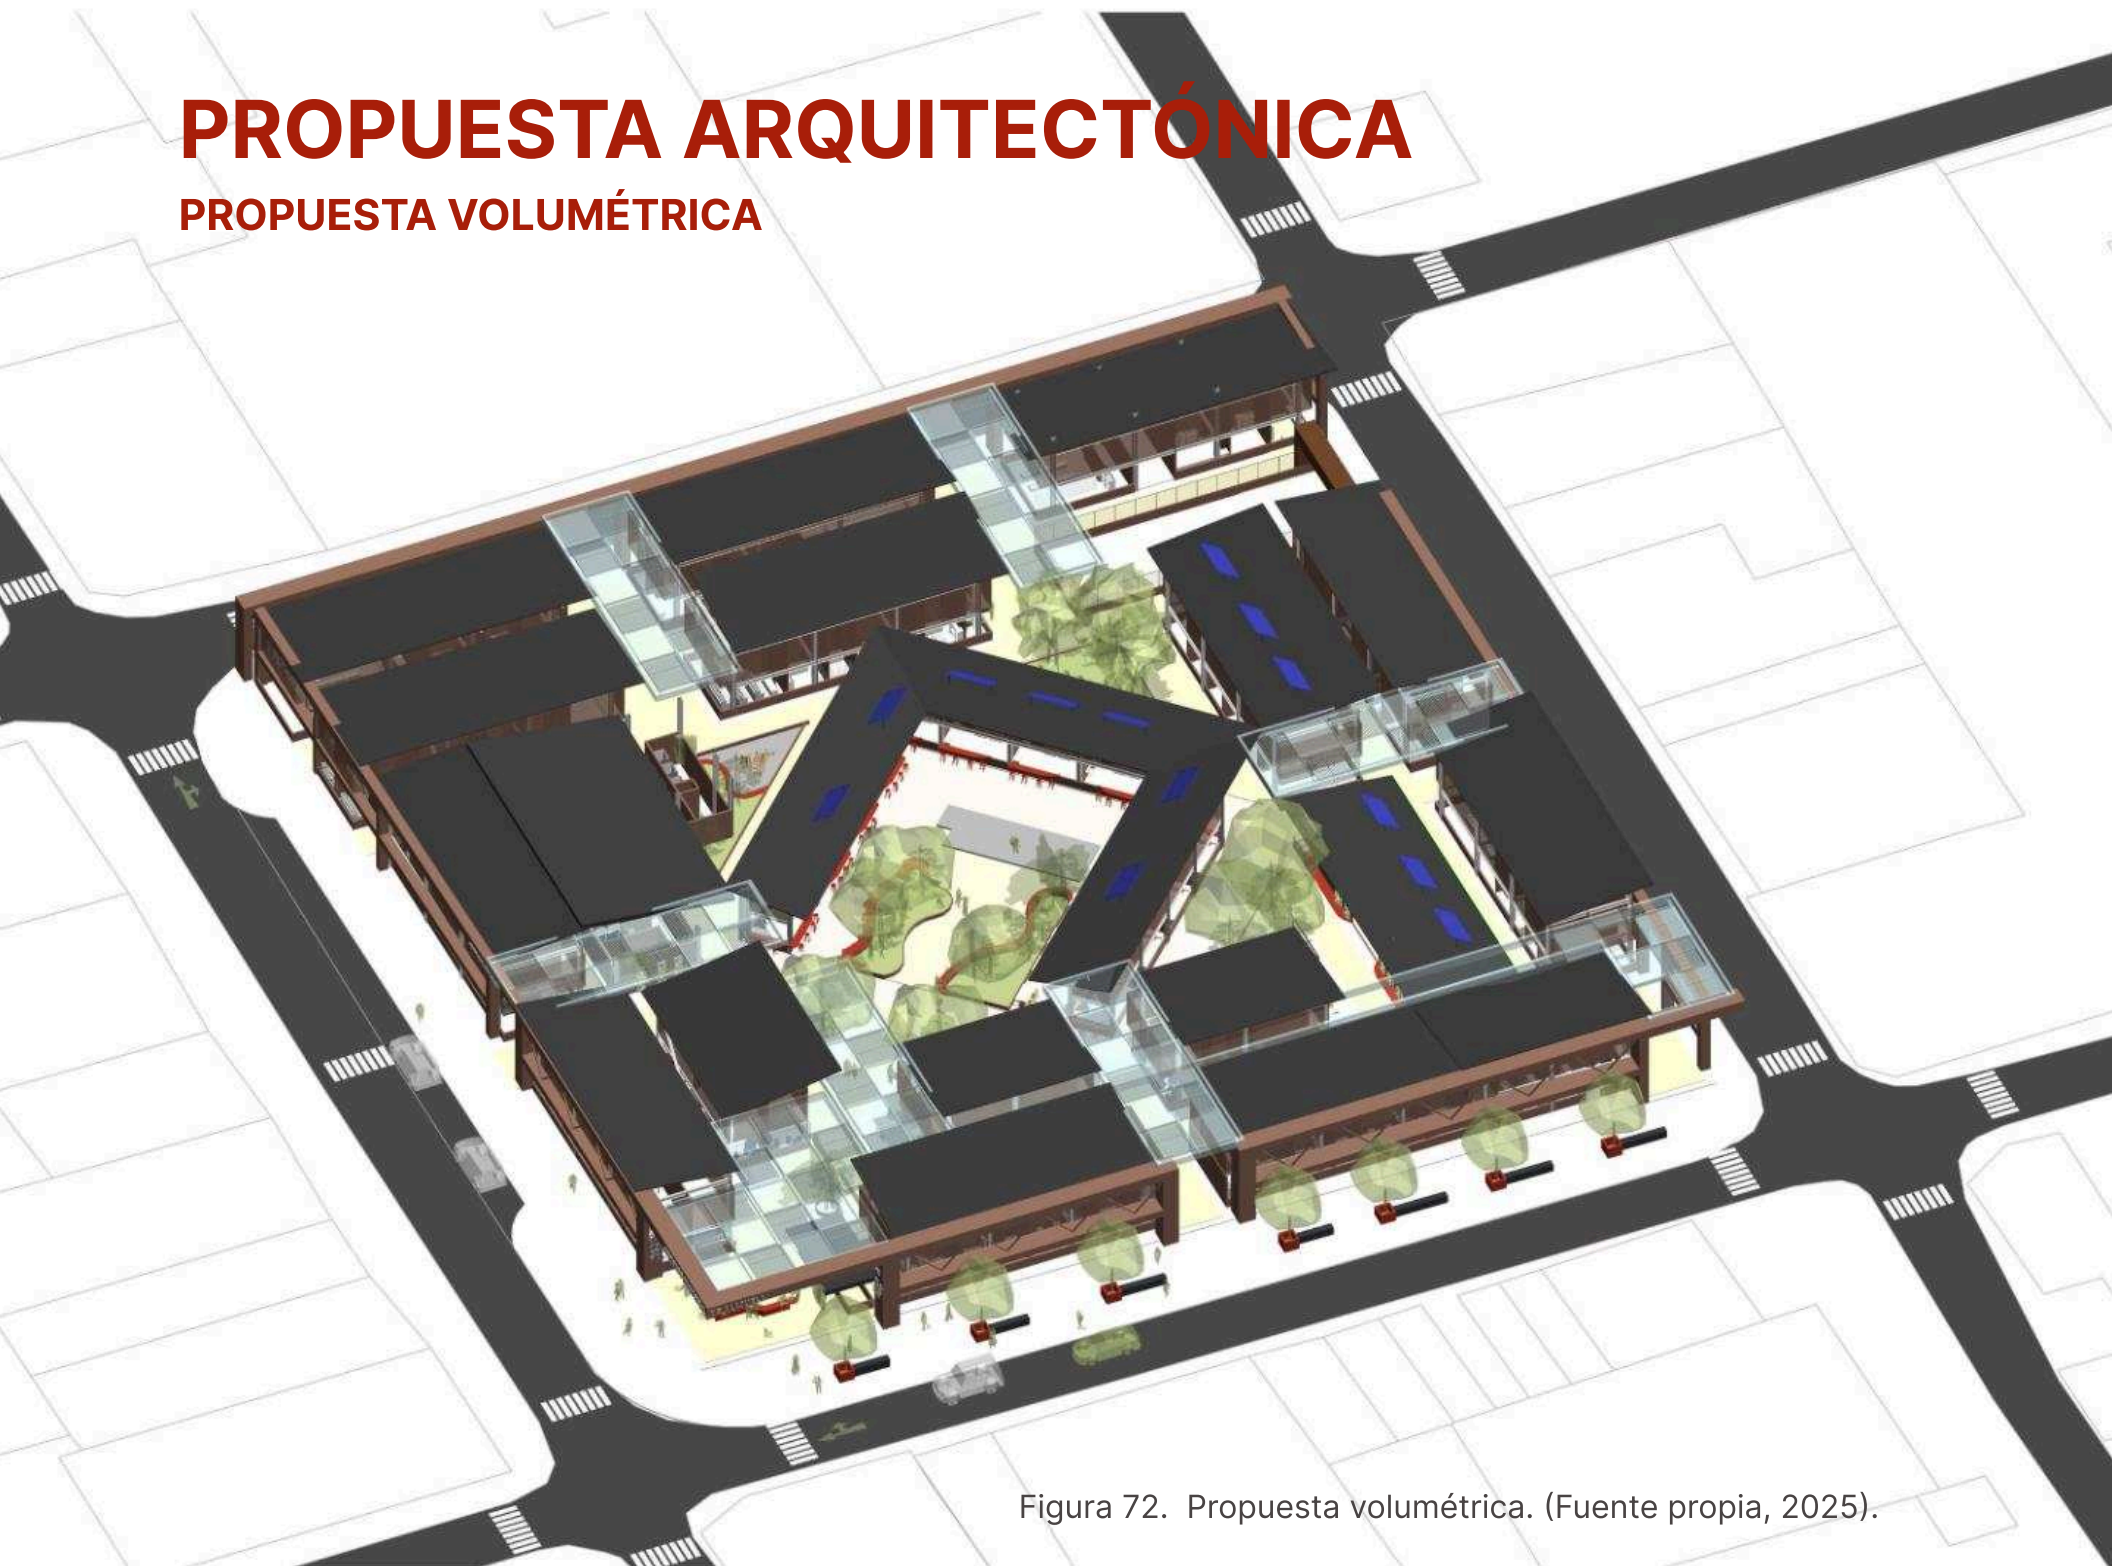 PROPUESTA ARQUITECTÓNICA
PROPUESTA VOLUMÉTRICA
Figura 72. Propuesta volumétrica. (Fuente propia, 2025).